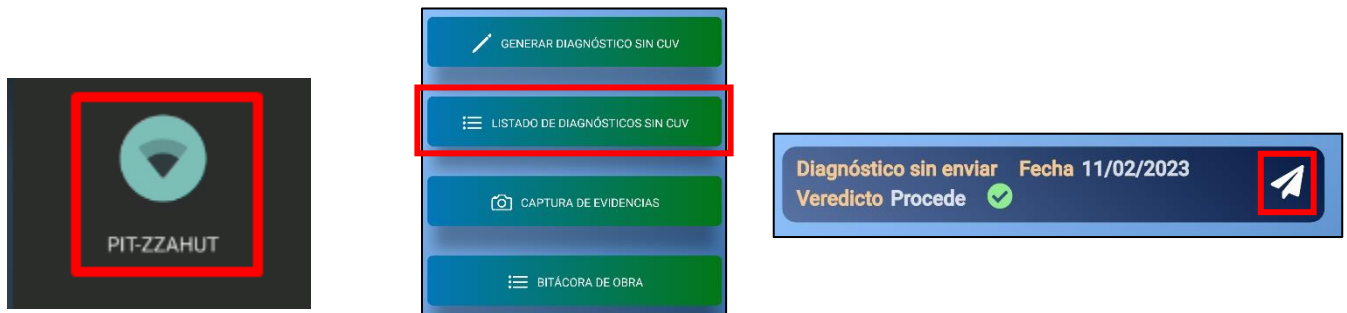 PIT-ZZAHUT
GENERAR DIAGNÓSTICO SIN CUV
LISTADO DE DIAGNÓSTICOS SIN CUV
CAPTURA DE EVIDENCIAS
BITÁCORA DE OBRA
Diagnóstico sin enviar Fecha 11/02/2023
Veredicto Procede